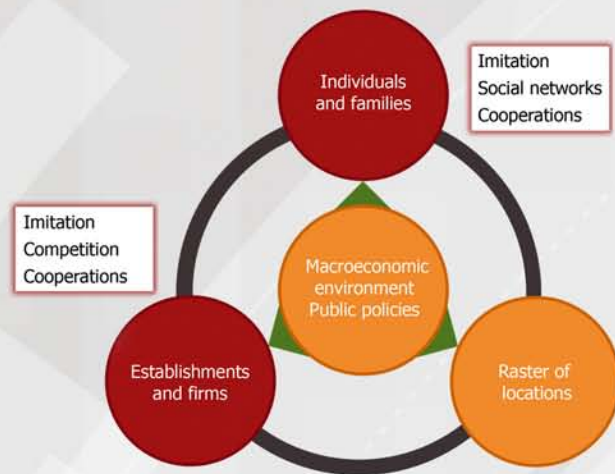 Individuals
and families
Imitation
Social networks
Cooperations
Imitation
Competition
Cooperations
Macroeconomic
environment
Public policies
Establishments
and firms
Raster of
locations